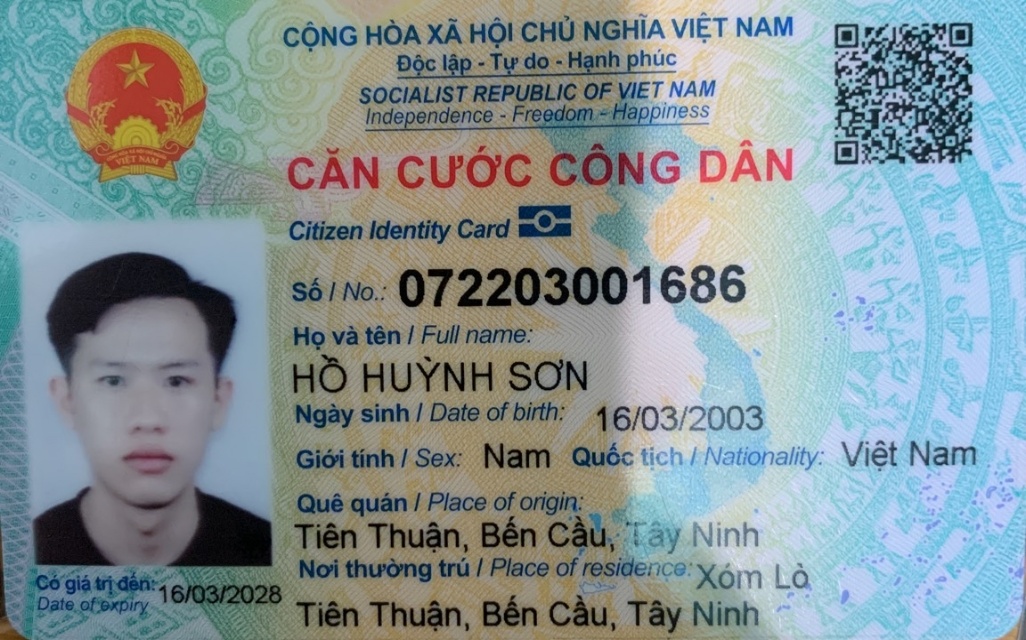 CỘNG HÒA XÃ HỘI CHỦ NGHĨA VIỆT NAM
Độc lập - Tự do - Hạnh phúc
SOCIALIST REPUBLIC OF VIET NAM
Independence - Freedom - Happiness
CĂN CƯỚC CÔNG DÂN
Citizen Identity Card
Số / No.: 072203001686
Họ và tên / Full name:
HỒ HUỲNH SƠN
Ngày sinh / Date of birth: 16/03/2003
Giới tính / Sex: Nam Quốc tịch / Nationality: Việt Nam
Quê quán / Place of origin:
Tiên Thuận, Bến Cầu, Tây Ninh
Nơi thường trú / Place of residence: Xóm Lò
Tiên Thuận, Bến Cầu, Tây Ninh
Có giá trị đến: 16/03/2028
Date of expiry
VIỆT NAM